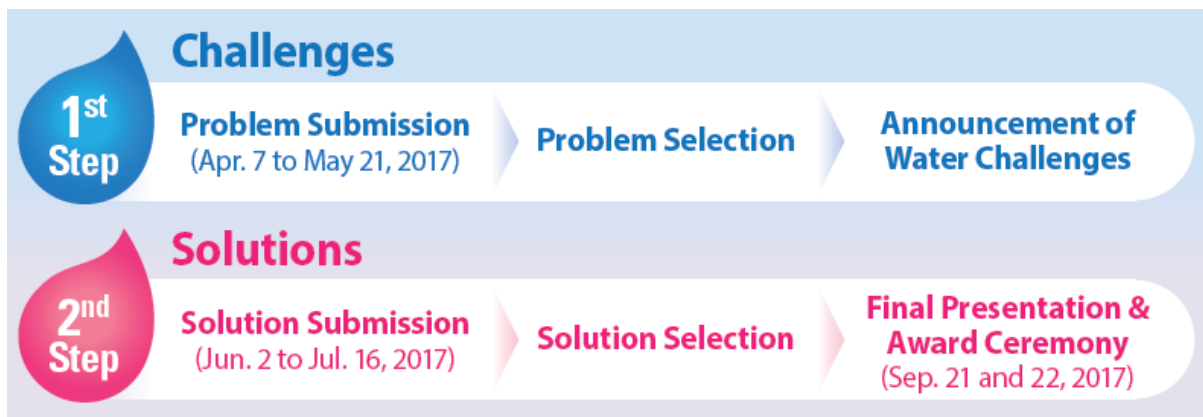 Challenges
1st
Step
Problem Submission
(Apr. 7 to May 21, 2017)
Problem Selection
Announcement of
Water Challenges
Solutions
2nd
Step
Solution Submission
(Jun. 2 to Jul. 16, 2017)
Solution Selection
Final Presentation &
Award Ceremony
(Sep. 21 and 22, 2017)